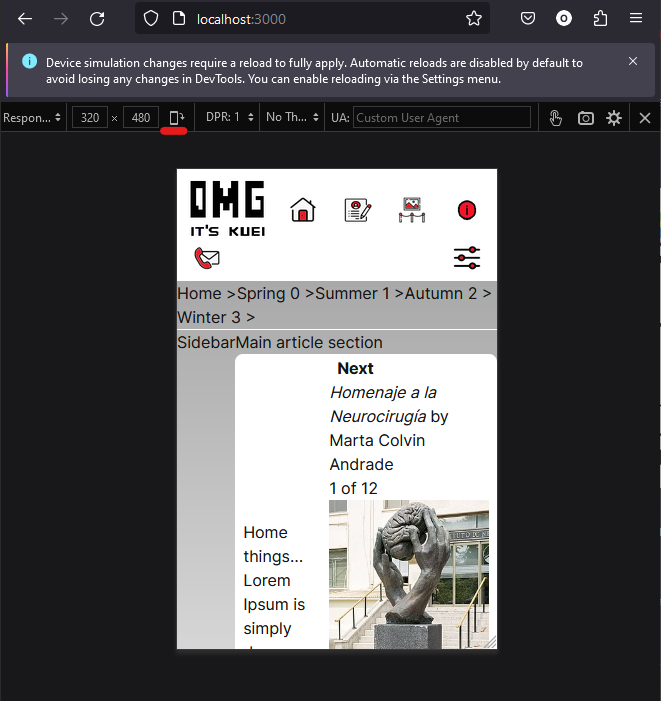 localhost:3000
Device simulation changes require a reload to fully apply. Automatic reloads are disabled by default to
avoid losing any changes in DevTools. You can enable reloading via the Settings menu.
Respon... 320 × 480 DPR: 1 No Th... UA: Custom User Agent
OMG
IT'S KUEI
Home >Spring 0 >Summer 1 >Autumn 2 >
Winter 3 >
SidebarMain article section
Next
Homenaje a la
Neurocirugía by
Marta Colvin
Andrade
1 of 12
Home
things...
Lorem
Ipsum is
simply